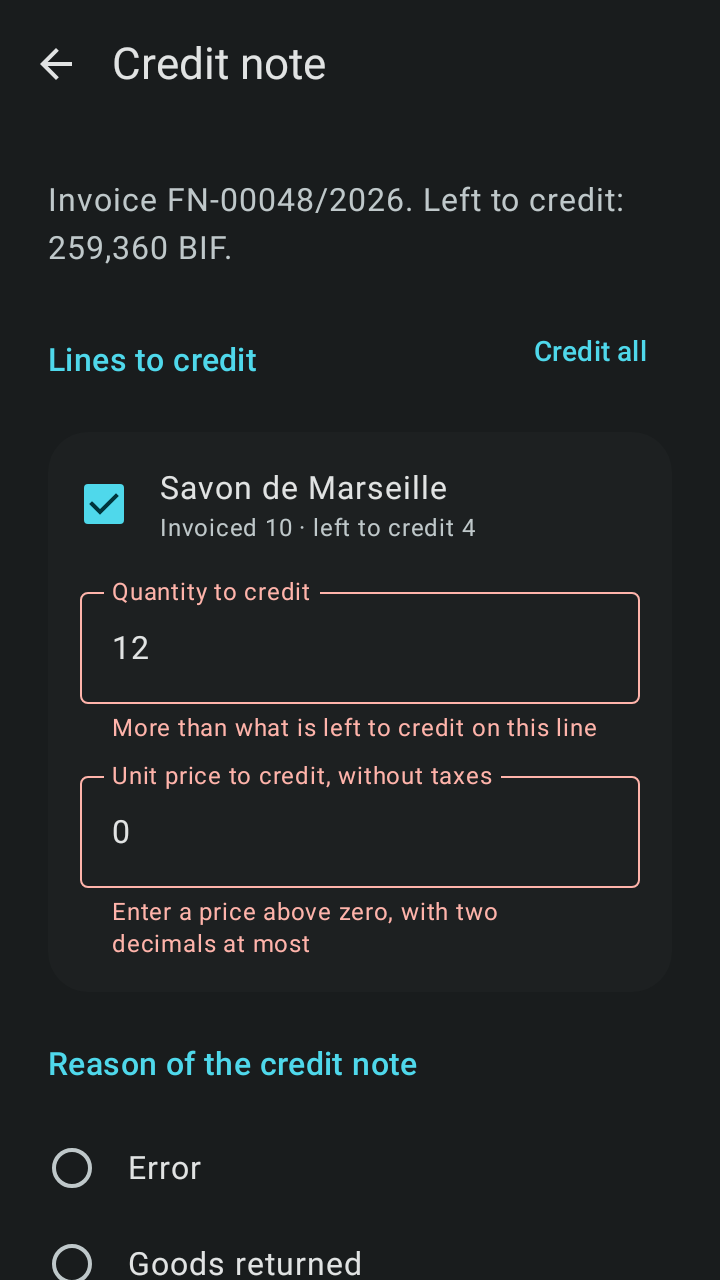 Credit note
Invoice FN-00048/2026. Left to credit:
259,360 BIF.
Lines to credit
Credit all
Savon de Marseille
Invoiced 10 · left to credit 4
Quantity to credit
12
More than what is left to credit on this line
Unit price to credit, without taxes
0
Enter a price above zero, with two
decimals at most
Reason of the credit note
Error
Goods returned